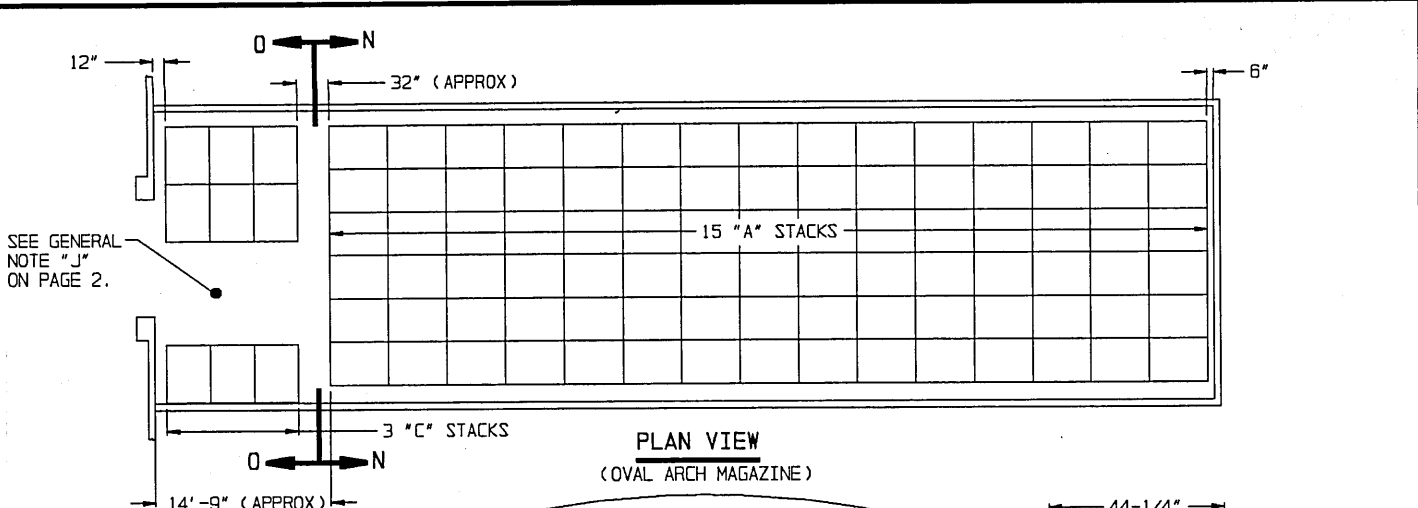 O N
12"
32" (APPROX)
6"
15 "A" STACKS
SEE GENERAL
NOTE "J"
ON PAGE 2.
3 "C" STACKS
PLAN VIEW
(OVAL ARCH MAGAZINE)
O N
14'-9" (APPROX)
44-1/4"